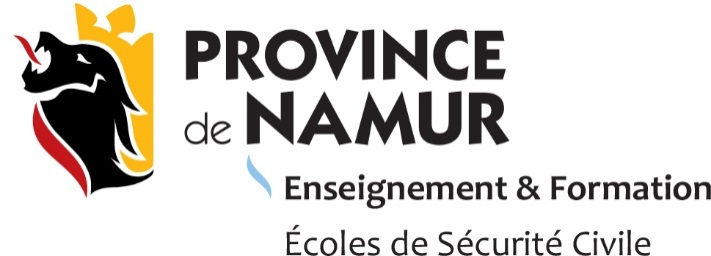 PROVINCE
de NAMUR
Enseignement & Formation
Écoles de Sécurité Civile